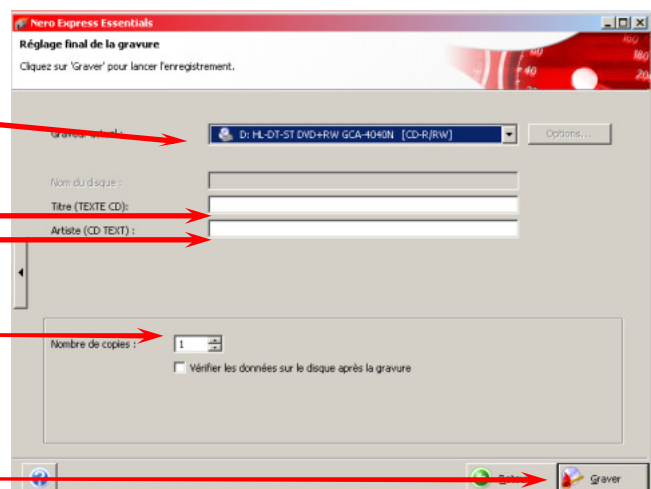 Nero Express Essentials
Réglage final de la gravure
Cliquez sur 'Graver' pour lancer l'enregistrement.
D: HL-DT-ST DVD+RW GCA-4040N [CD-R/RW]
Options...
Nom du disque :
Titre (TEXTE CD):
Artiste (CD TEXT) :
Nombre de copies :
1
Vérifier les données sur le disque après la gravure
Graver